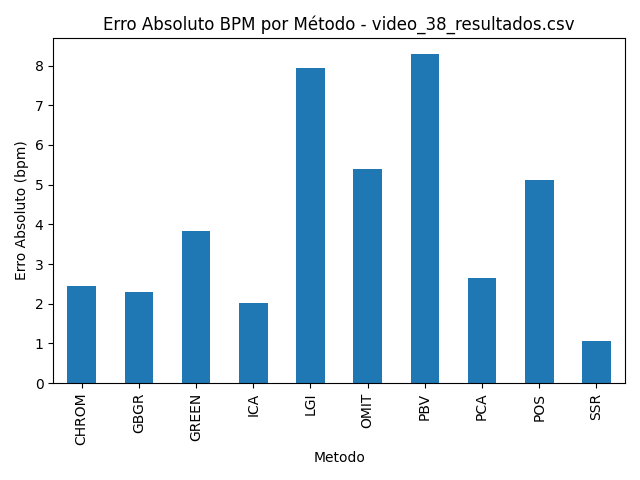 Erro Absoluto BPM por Método - video_38_resultados.csv
Erro Absoluto (bpm)
8
7
6
5
4
3
2
1
0
CHROM
GBGR
GREEN
ICA
LGI
OMIT
PBV
PCA
POS
SSR
Metodo